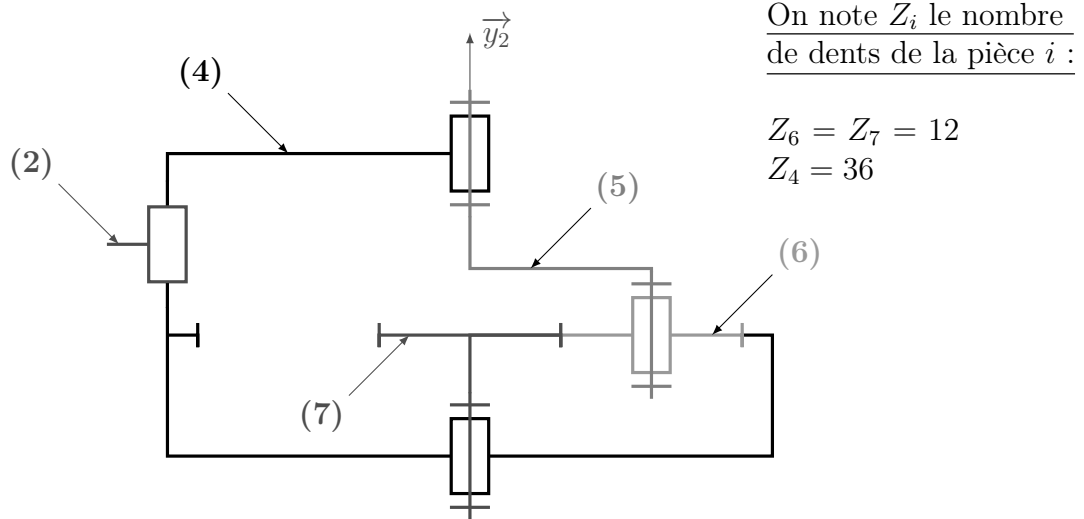 On note $Z_i$ le nombre
de dents de la pièce $i$ :
$\overrightarrow{y_2}$
(4)
$Z_6 = Z_7 = 12$
(2)
$Z_4 = 36$
(5)
(6)
(7)